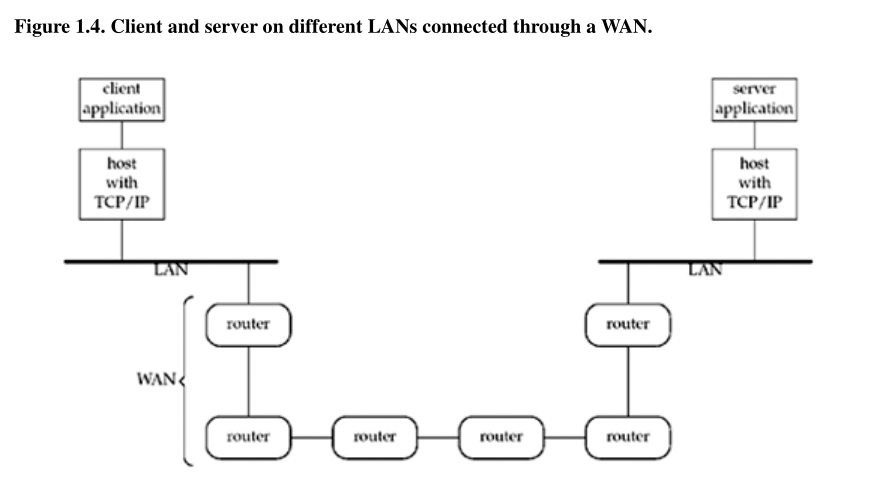 Figure 1.4. Client and server on different LANs connected through a WAN.
client
application
server
application
host
with
TCP/IP
host
with
TCP/IP
LAN
LAN
router
router
WAN
router
router
router
router